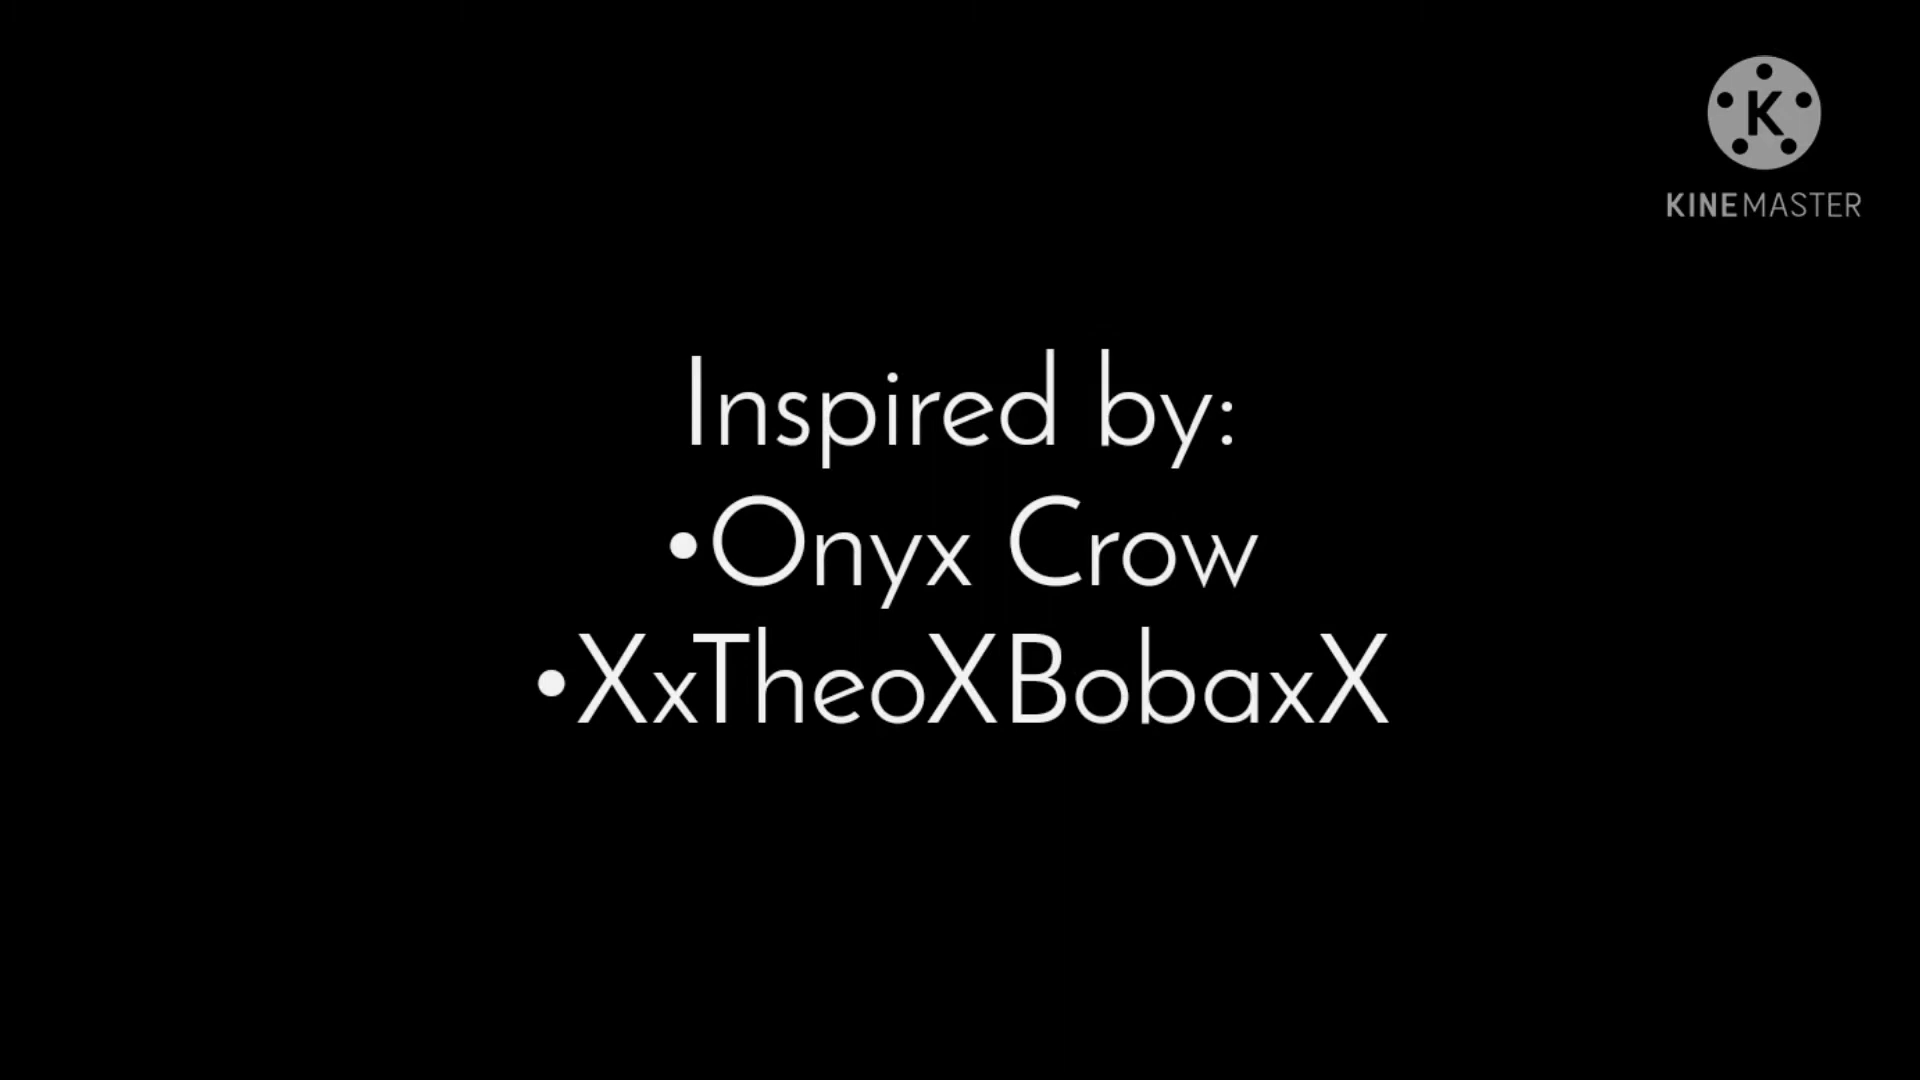 K
KINEMASTER
Inspired by:
•Onyx Crow
•XxTheoXBobaxX